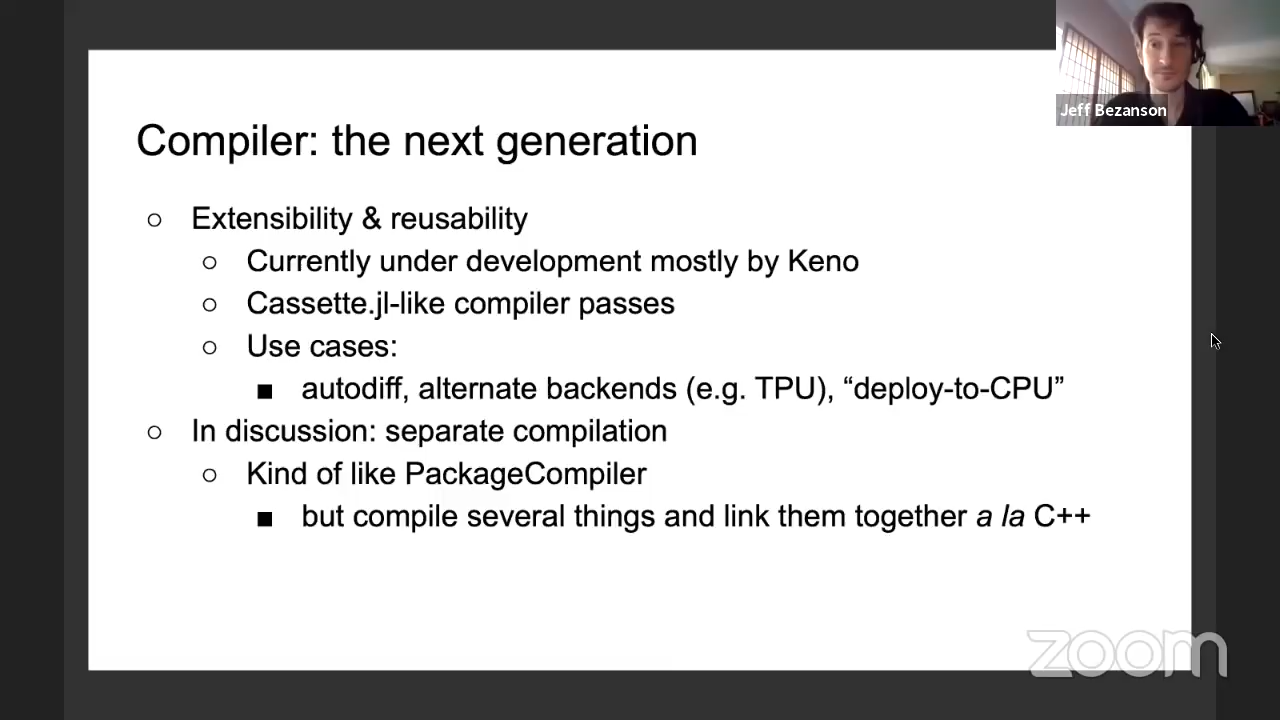 Jeff Bezanson
Compiler: the next generation
○ Extensibility & reusability
○ Currently under development mostly by Keno
○ Cassette.jl-like compiler passes
○ Use cases:
■ autodiff, alternate backends (e.g. TPU), “deploy-to-CPU”
○ In discussion: separate compilation
○ Kind of like PackageCompiler
■ but compile several things and link them together a la C++
zoom